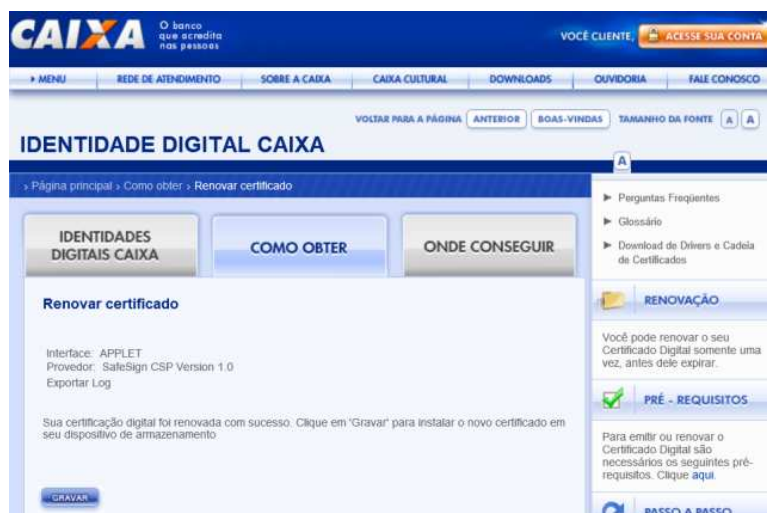 CAIXA
O banco
que acredita
nas pessoas
VOCÊ CLIENTE,
ACESSE SUA CONTA
MENU
REDE DE ATENDIMENTO
SOBRE A CAIXA
CAIXA CULTURAL
DOWNLOADS
OUVIDORIA
FALE CONOSCO
VOLTAR PARA A PÁGINA
ANTERIOR
BOAS-VINDAS
TAMANHO DA FONTE
A
A
A
IDENTIDADE DIGITAL CAIXA
› Página principal › Como obter › Renovar certificado
IDENTIDADES
DIGITAIS CAIXA
COMO OBTER
ONDE CONSEGUIR
Renovar certificado
Interface: APPLET
Provedor: SafeSign CSP Version 1.0
Exportar Log
Sua certificação digital foi renovada com sucesso. Clique em 'Gravar' para instalar o novo certificado em
seu dispositivo de armazenamento
GRAVAR
Perguntas Freqüentes
Glossário
Download de Drivers e Cadeia
de Certificados
RENOVAÇÃO
Você pode renovar o seu
Certificado Digital somente uma
vez, antes dele expirar.
PRÉ - REQUISITOS
Para emitir ou renovar o
Certificado Digital são
necessários os seguintes pré-
requisitos. Clique aqui.
PASSO A PASSO